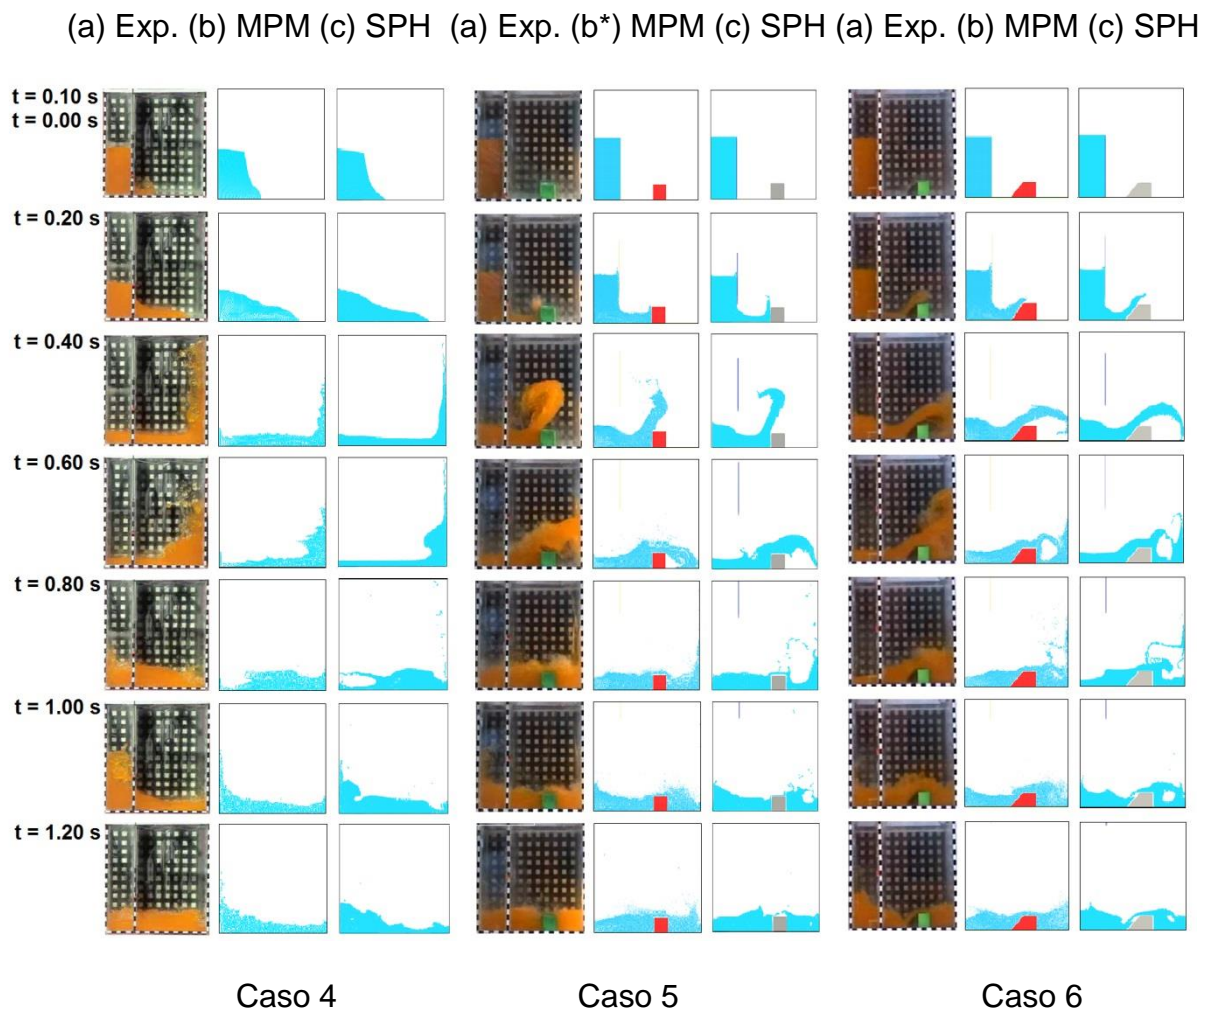 (a) Exp. (b) MPM (c) SPH (a) Exp. (b*) MPM (c) SPH (a) Exp. (b) MPM (c) SPH
t = 0.10 s
t = 0.00 s
t = 0.20 s
t = 0.40 s
t = 0.60 s
t = 0.80 s
t = 1.00 s
t = 1.20 s
Caso 4 Caso 5 Caso 6